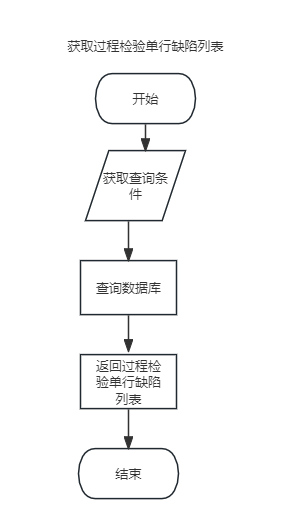 获取过程检验单行缺陷列表
开始
获取查询条
件
查询数据库
返回过程检
验单行缺陷
列表
结束